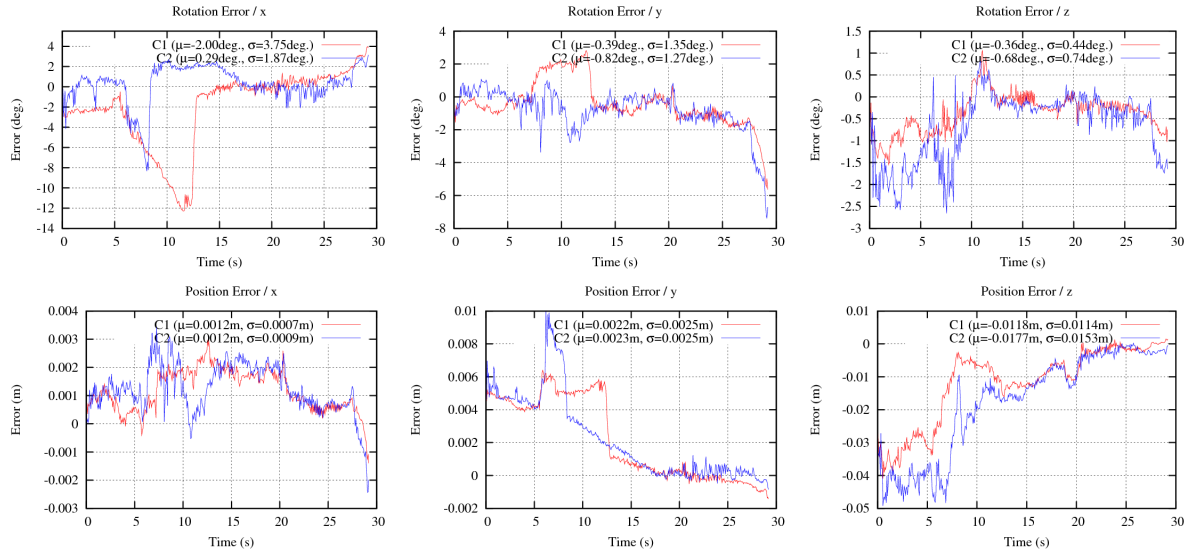 Rotation Error / x
C1 (μ=-2.00deg., σ=3.75deg.)
C2 (μ=0.29deg., σ=1.87deg.)
Error (deg.)
4
2
0
-2
-4
-6
-8
-10
-12
-14
0 5 10 15 20 25 30
Time (s)
Rotation Error / y
C1 (μ=-0.39deg., σ=1.35deg.)
C2 (μ=-0.82deg., σ=1.27deg.)
Error (deg.)
4
2
0
-2
-4
-6
-8
0 5 10 15 20 25 30
Time (s)
Rotation Error / z
C1 (μ=-0.36deg., σ=0.44deg.)
C2 (μ=-0.68deg., σ=0.74deg.)
Error (deg.)
1.5
1
0.5
0
-0.5
-1
-1.5
-2
-2.5
-3
0 5 10 15 20 25 30
Time (s)
Position Error / x
C1 (μ=0.0012m, σ=0.0007m)
C2 (μ=0.0012m, σ=0.0009m)
Error (m)
0.004
0.003
0.002
0.001
0
-0.001
-0.002
-0.003
0 5 10 15 20 25 30
Time (s)
Position Error / y
C1 (μ=0.0022m, σ=0.0025m)
C2 (μ=0.0023m, σ=0.0025m)
Error (m)
0.01
0.008
0.006
0.004
0.002
0
-0.002
0 5 10 15 20 25 30
Time (s)
Position Error / z
C1 (μ=-0.0118m, σ=0.0114m)
C2 (μ=-0.0177m, σ=0.0153m)
Error (m)
0.01
0
-0.01
-0.02
-0.03
-0.04
-0.05
0 5 10 15 20 25 30
Time (s)